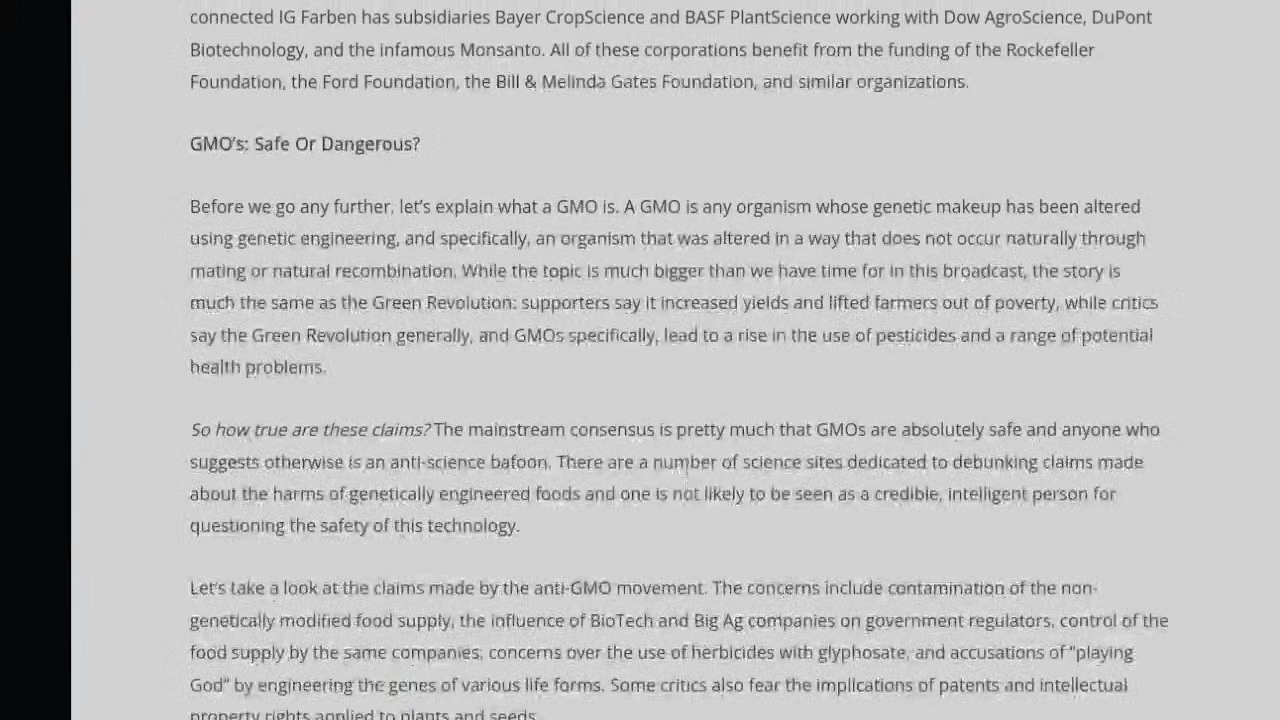 connected IG Farben has subsidiaries Bayer CropScience and BASF PlantScience working with Dow AgroScience, DuPont
Biotechnology, and the infamous Monsanto. All of these corporations benefit from the funding of the Rockefeller
Foundation, the Ford Foundation, the Bill & Melinda Gates Foundation, and similar organizations.
GMO's: Safe Or Dangerous?
Before we go any further, let's explain what a GMO is. A GMO is any organism whose genetic makeup has been altered
using genetic engineering, and specifically, an organism that was altered in a way that does not occur naturally through
mating or natural recombination. While the topic is much bigger than we have time for in this broadcast, the story is
much the same as the Green Revolution: supporters say it increased yields and lifted farmers out of poverty, while critics
say the Green Revolution generally, and GMOs specifically, lead to a rise in the use of pesticides and a range of potential
health problems.
So how true are these claims? The mainstream consensus is pretty much that GMOs are absolutely safe and anyone who
suggests otherwise is an anti-science bafoon. There are a number of science sites dedicated to debunking claims made
about the harms of genetically engineered foods and one is not likely to be seen as a credible, intelligent person for
questioning the safety of this technology.
Let's take a look at the claims made by the anti-GMO movement. The concerns include contamination of the non-
genetically modified food supply, the influence of BioTech and Big Ag companies on government regulators, control of the
food supply by the same companies, concerns over the use of herbicides with glyphosate, and accusations of "playing
God" by engineering the genes of various life forms. Some critics also fear the implications of patents and intellectual
property rights applied to plants and seeds.